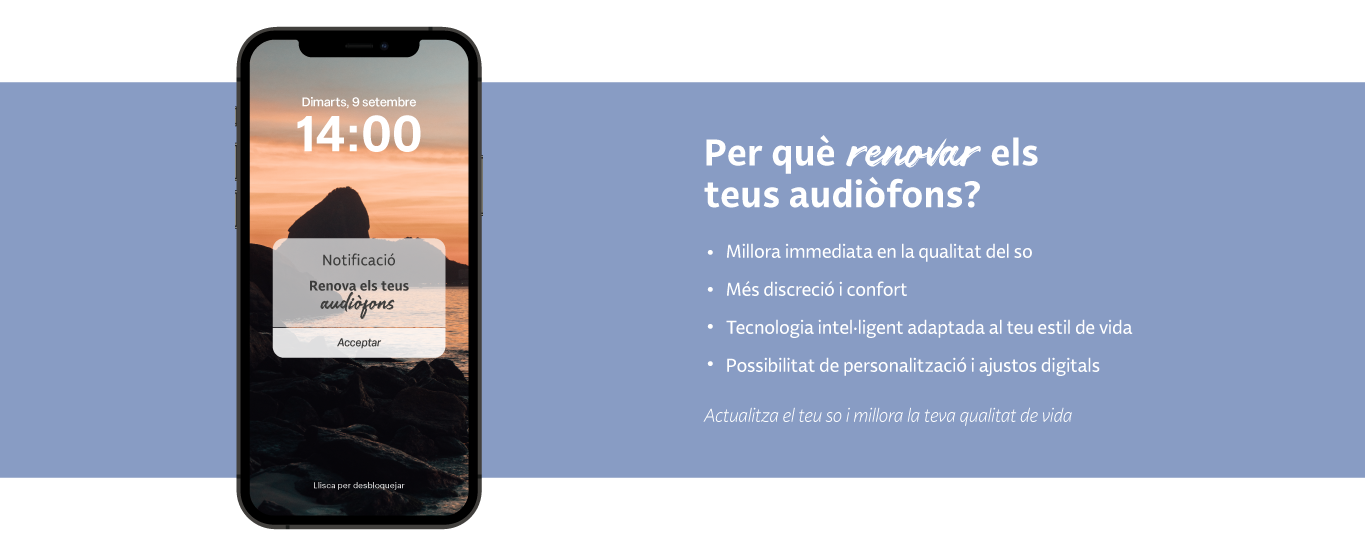 Dimarts, 9 setembre
14:00
Notificació
Renova els teus
audiòfons
Acceptar
Llisca per desbloquejar
Per què renovar els
teus audiòfons?
• Millora immediata en la qualitat del so
• Més discreció i confort
• Tecnologia intel·ligent adaptada al teu estil de vida
• Possibilitat de personalització i ajustos digitals
Actualitza el teu so i millora la teva qualitat de vida